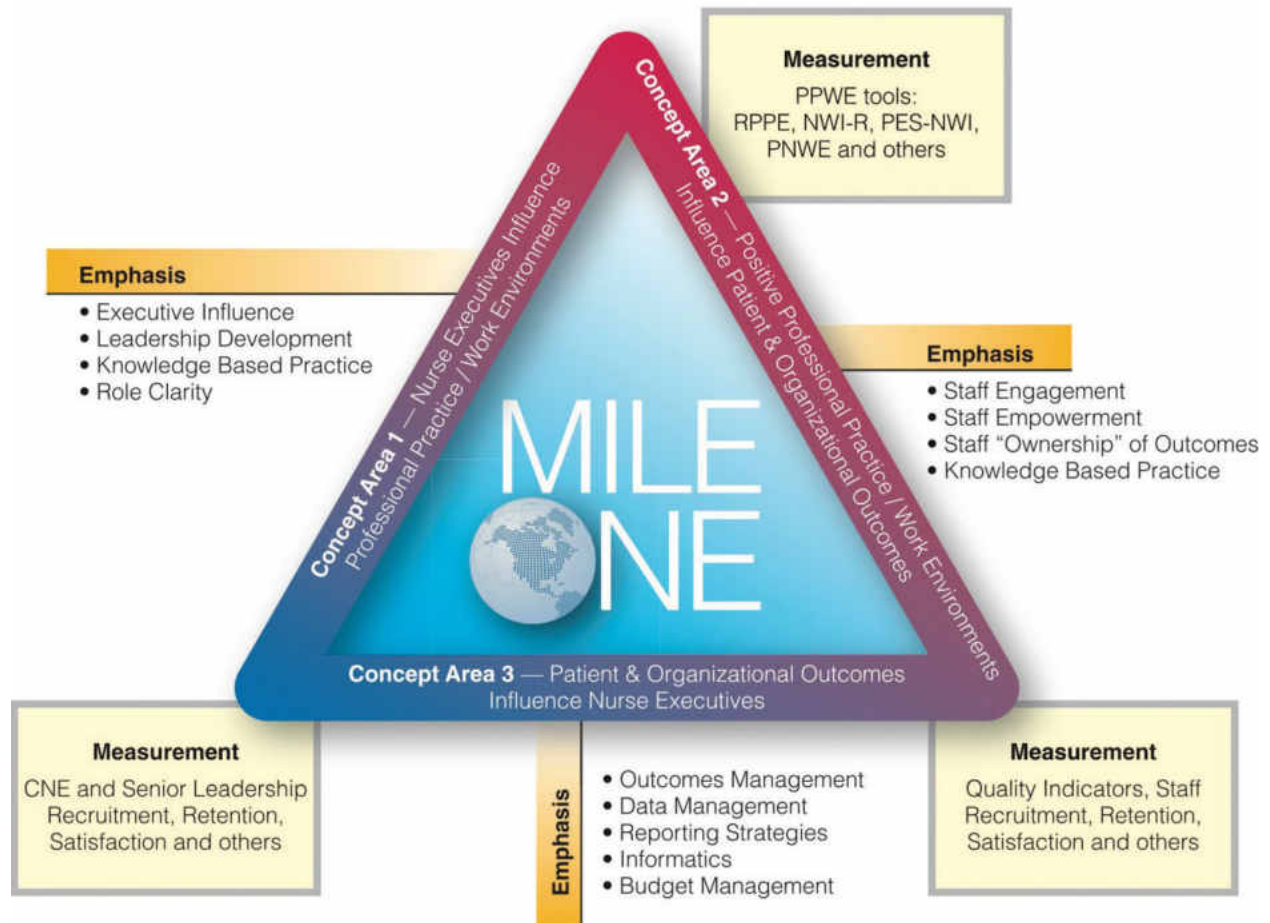 Measurement
PPWE tools:
RPPE, NWI-R, PES-NWI,
PNWE and others
Concept Area 1 — Nurse Executives Influence
Professional Practice / Work Environments
Concept Area 2 — Positive Professional Practice / Work Environments
Influence Patient & Organizational Outcomes
Emphasis
• Executive Influence
• Leadership Development
• Knowledge Based Practice
• Role Clarity
Emphasis
• Staff Engagement
• Staff Empowerment
• Staff “Ownership” of Outcomes
• Knowledge Based Practice
MILE
ONE
Concept Area 3 — Patient & Organizational Outcomes
Influence Nurse Executives
Measurement
CNE and Senior Leadership
Recruitment, Retention,
Satisfaction and others
Emphasis
• Outcomes Management
• Data Management
• Reporting Strategies
• Informatics
• Budget Management
Measurement
Quality Indicators, Staff
Recruitment, Retention,
Satisfaction and others